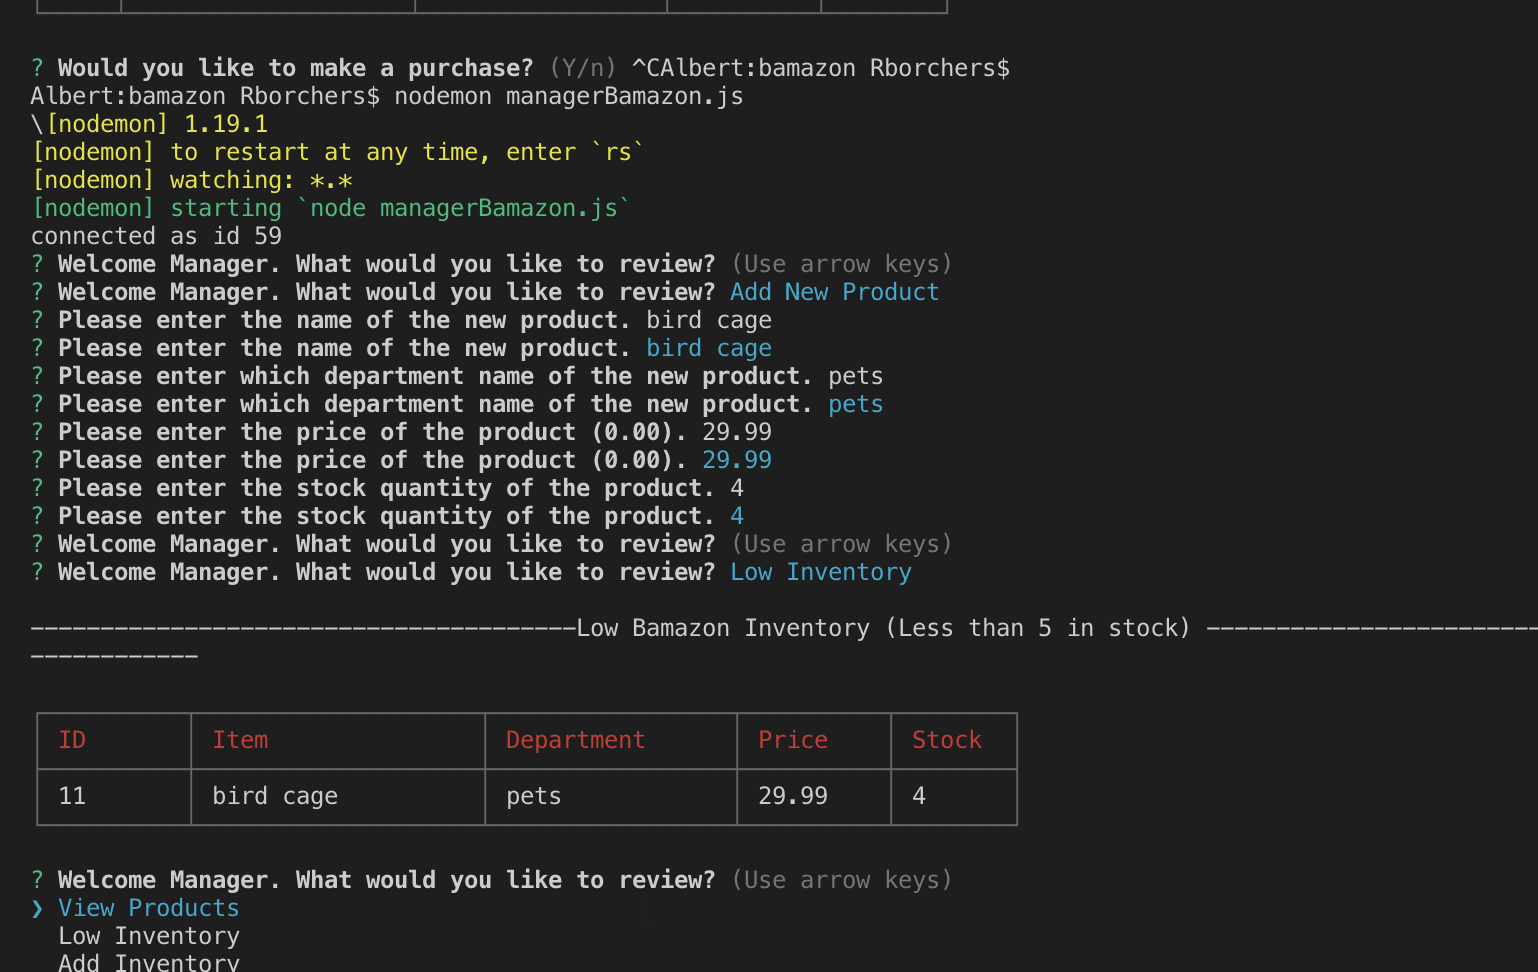 ? Would you like to make a purchase? (Y/n) ^CAlbert:bamazon Rborchers$
Albert:bamazon Rborchers$ nodemon managerBamazon.js
\[nodemon] 1.19.1
[nodemon] to restart at any time, enter `rs`
[nodemon] watching: *.*
[nodemon] starting `node managerBamazon.js`
connected as id 59
? Welcome Manager. What would you like to review? (Use arrow keys)
? Welcome Manager. What would you like to review? Add New Product
? Please enter the name of the new product. bird cage
? Please enter the name of the new product. bird cage
? Please enter which department name of the new product. pets
? Please enter which department name of the new product. pets
? Please enter the price of the product (0.00). 29.99
? Please enter the price of the product (0.00). 29.99
? Please enter the stock quantity of the product. 4
? Please enter the stock quantity of the product. 4
? Welcome Manager. What would you like to review? (Use arrow keys)
? Welcome Manager. What would you like to review? Low Inventory
---------------------------------------Low Bamazon Inventory (Less than 5 in stock) ------------------------
------------
ID Item Department Price Stock
11 bird cage pets 29.99 4
? Welcome Manager. What would you like to review? (Use arrow keys)
❯ View Products
Low Inventory
Add Inventory